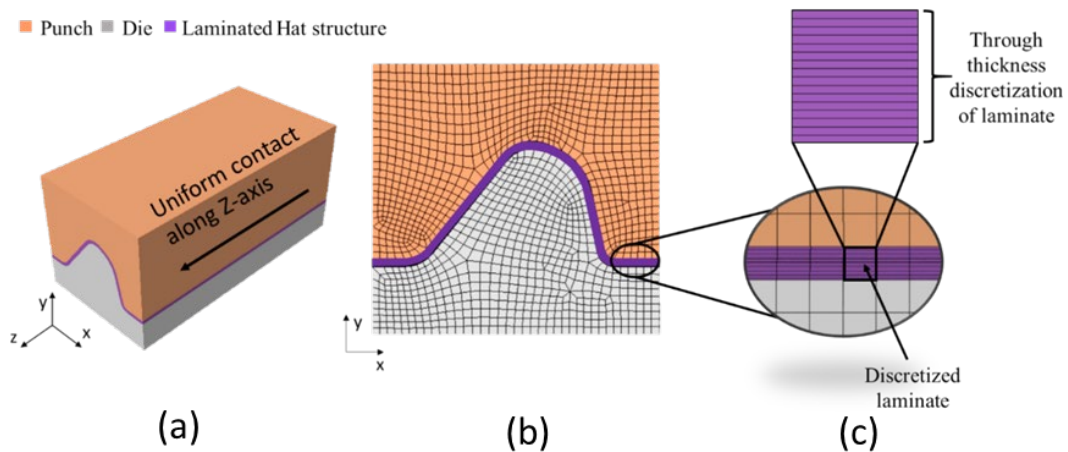 Punch Die Laminated Hat structure
Uniform contact
along Z-axis
y
z
x
y
x
Through
thickness
discretization
of laminate
Discretized
laminate
(a)
(b)
(c)